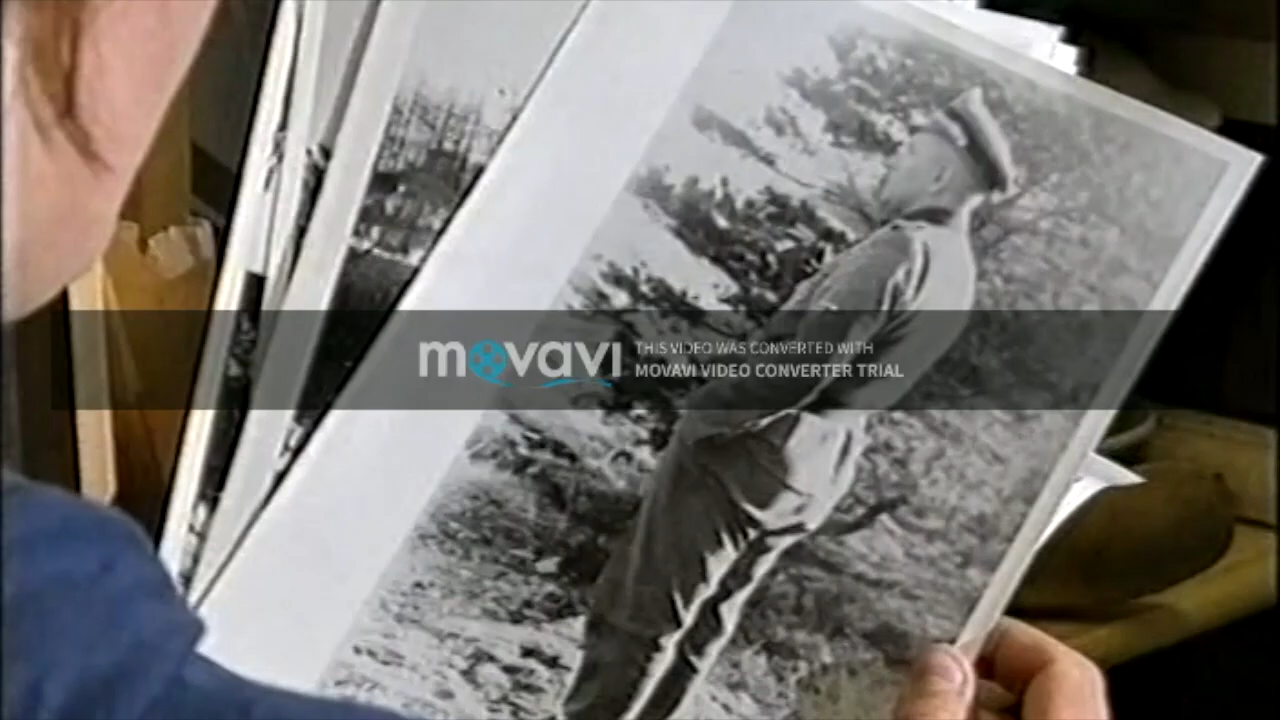 movavi
THIS VIDEO WAS CONVERTED WITH
MOVAVI VIDEO CONVERTER TRIAL